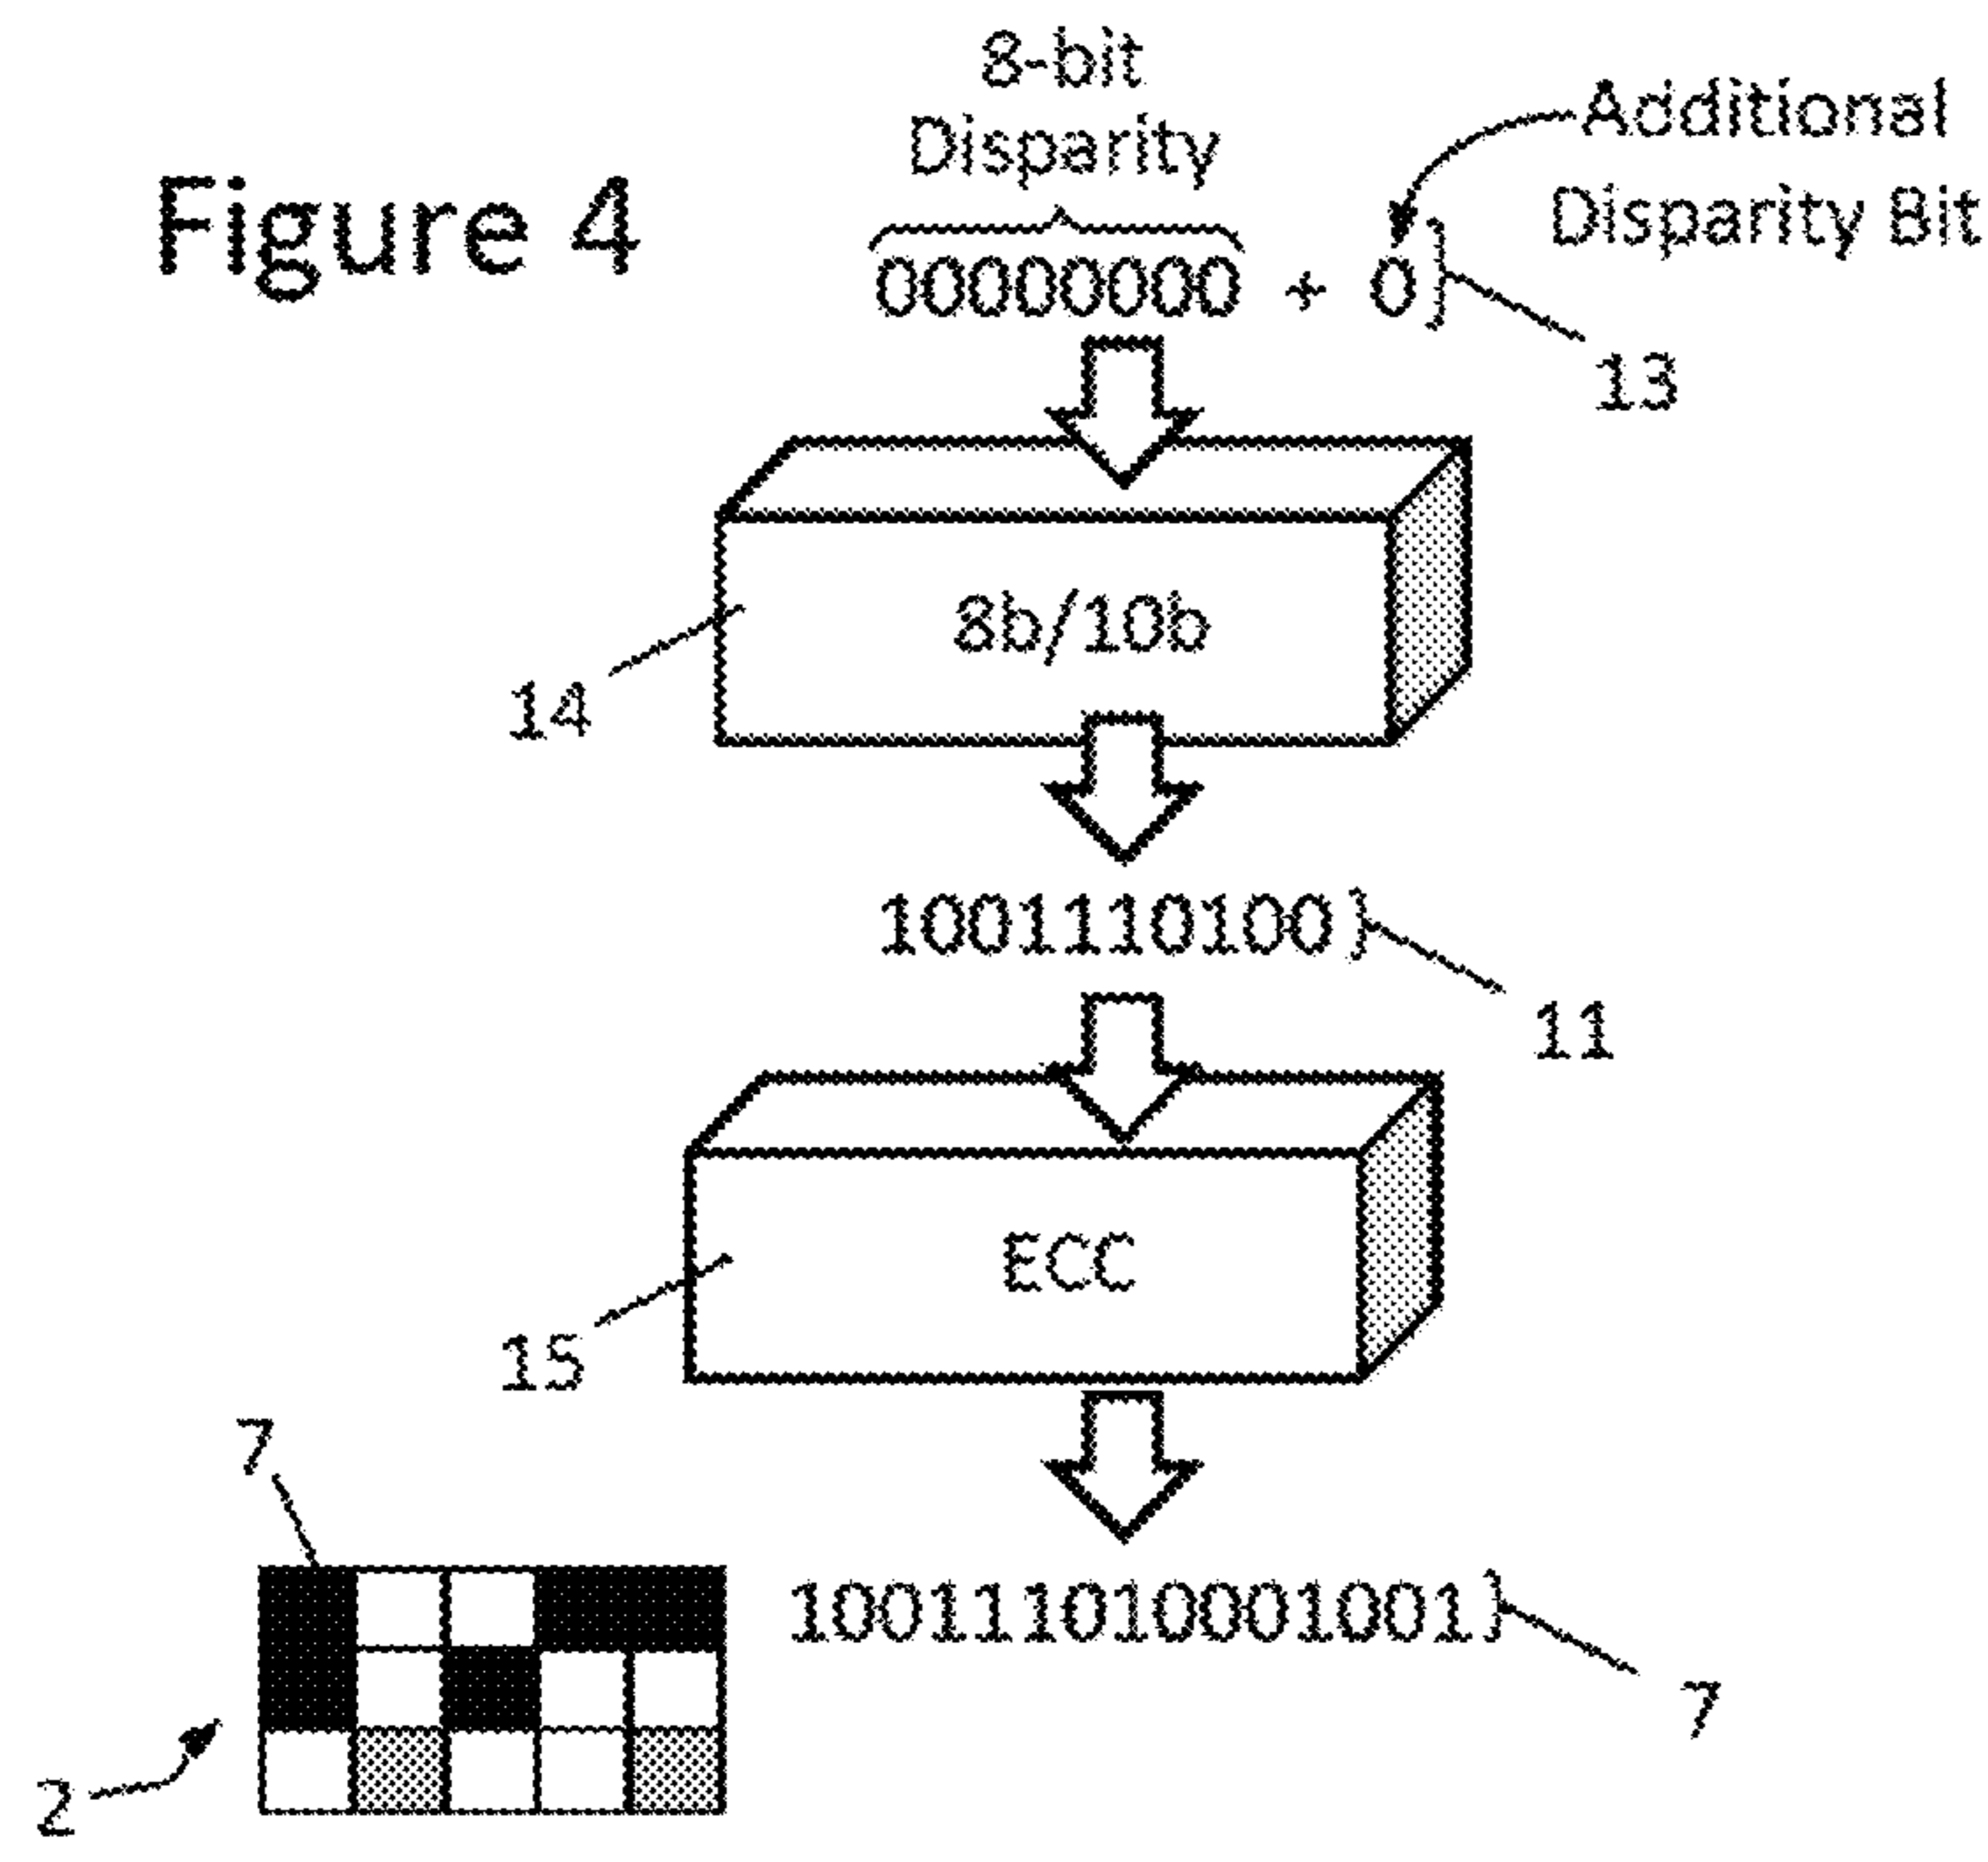 Figure 4
8-bit
Disparity
Additional
Disparity Bit
00000000 + 0
13
8b/10b
14
1001110100
11
ECC
15
7
100111010001001
7
2